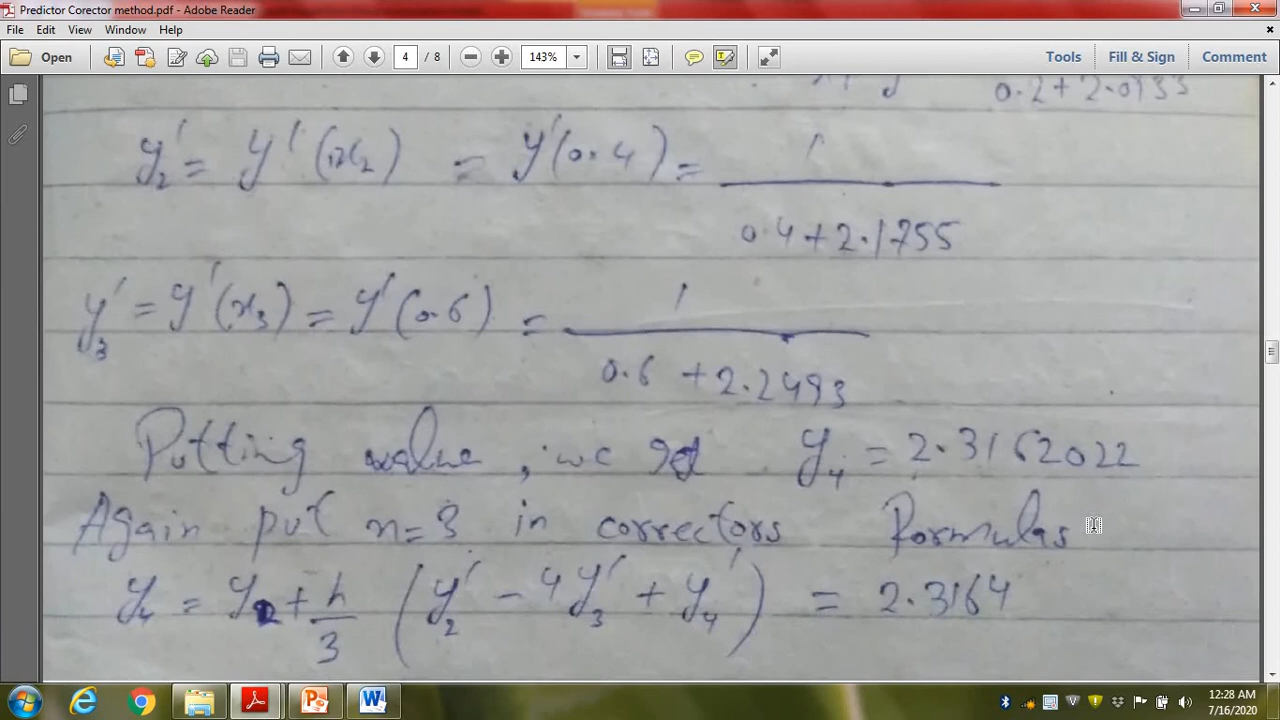 Predictor Corector method.pdf - Adobe Reader
File Edit View Window Help
Open 4 / 8 143% Tools Fill & Sign Comment
0.2 + 2.0933
y₂' = y'(x₂) = y'(0.4) = 1
0.4 + 2.1755
y₃' = y'(x₃) = y'(0.6) = 1
0.6 + 2.2493
Putting value, we get y₄ = 2.3162022
Again put n=3 in correctors Formulas
y₄ = y₂ + h/3 (y₂' - 4y₃' + y₄') = 2.3164
12:28 AM
7/16/2020